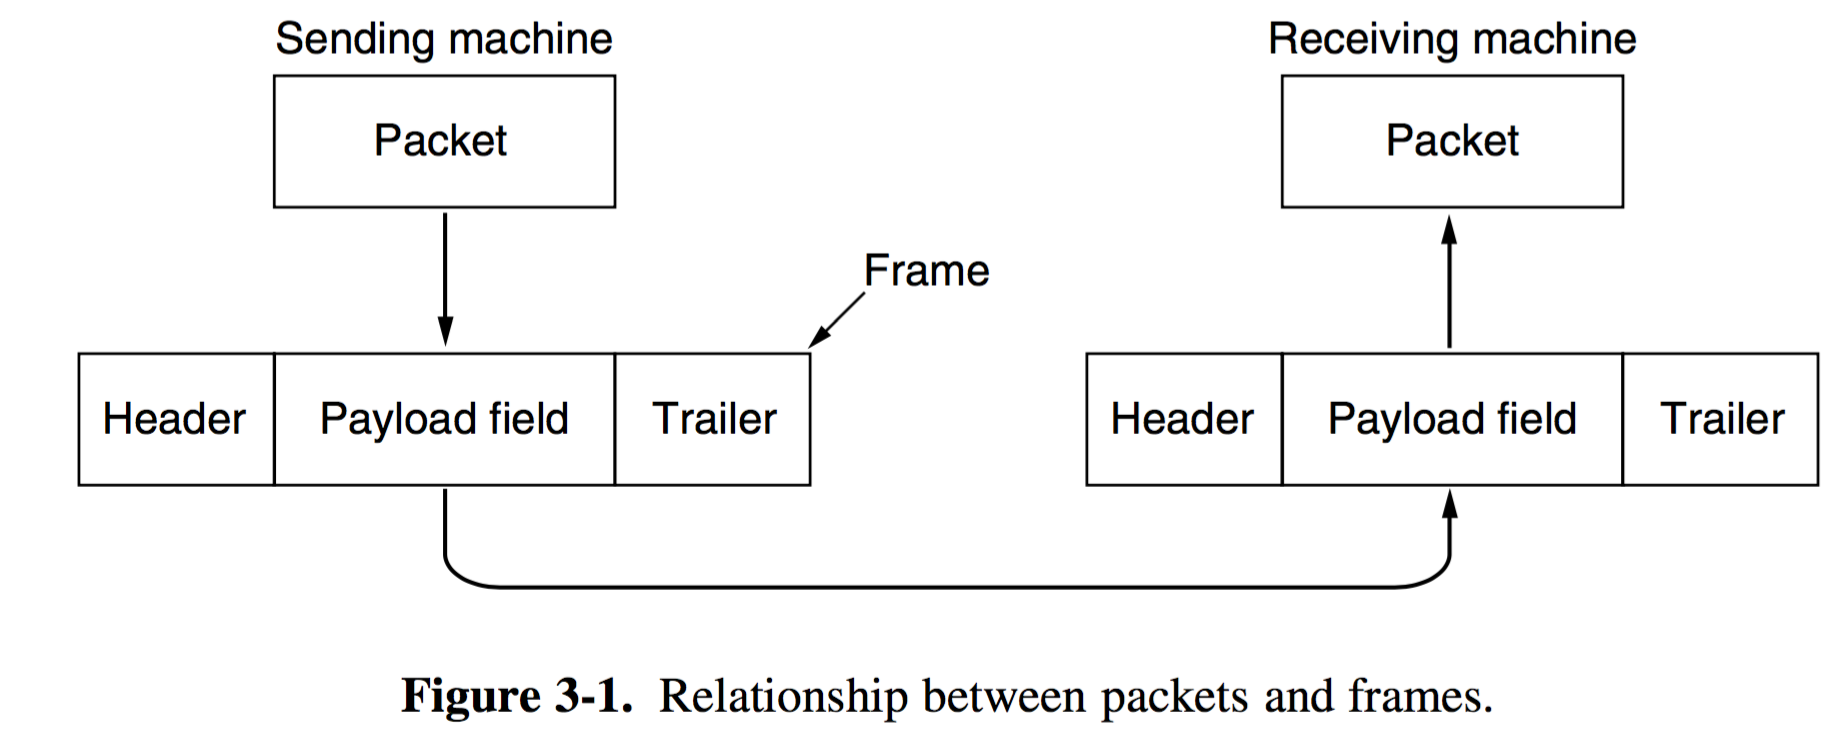 Sending machine
Receiving machine
Packet
Packet
Frame
Header
Payload field
Trailer
Header
Payload field
Trailer
Figure 3-1. Relationship between packets and frames.